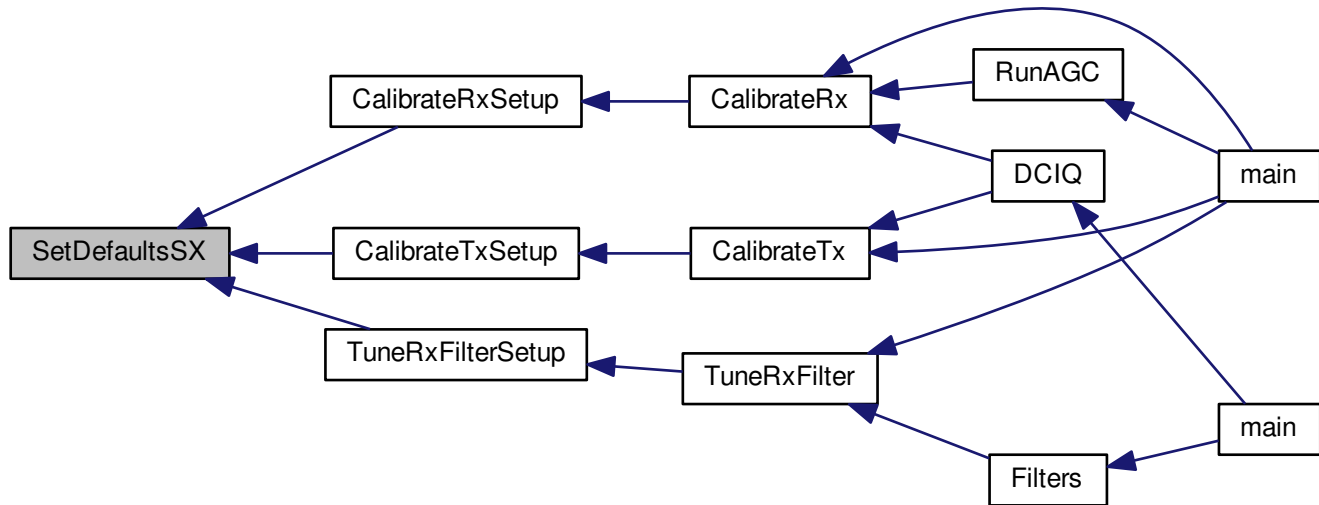 SetDefaultsSX
CalibrateRxSetup
CalibrateTxSetup
TuneRxFilterSetup
CalibrateRx
CalibrateTx
TuneRxFilter
RunAGC
DCIQ
Filters
main
main